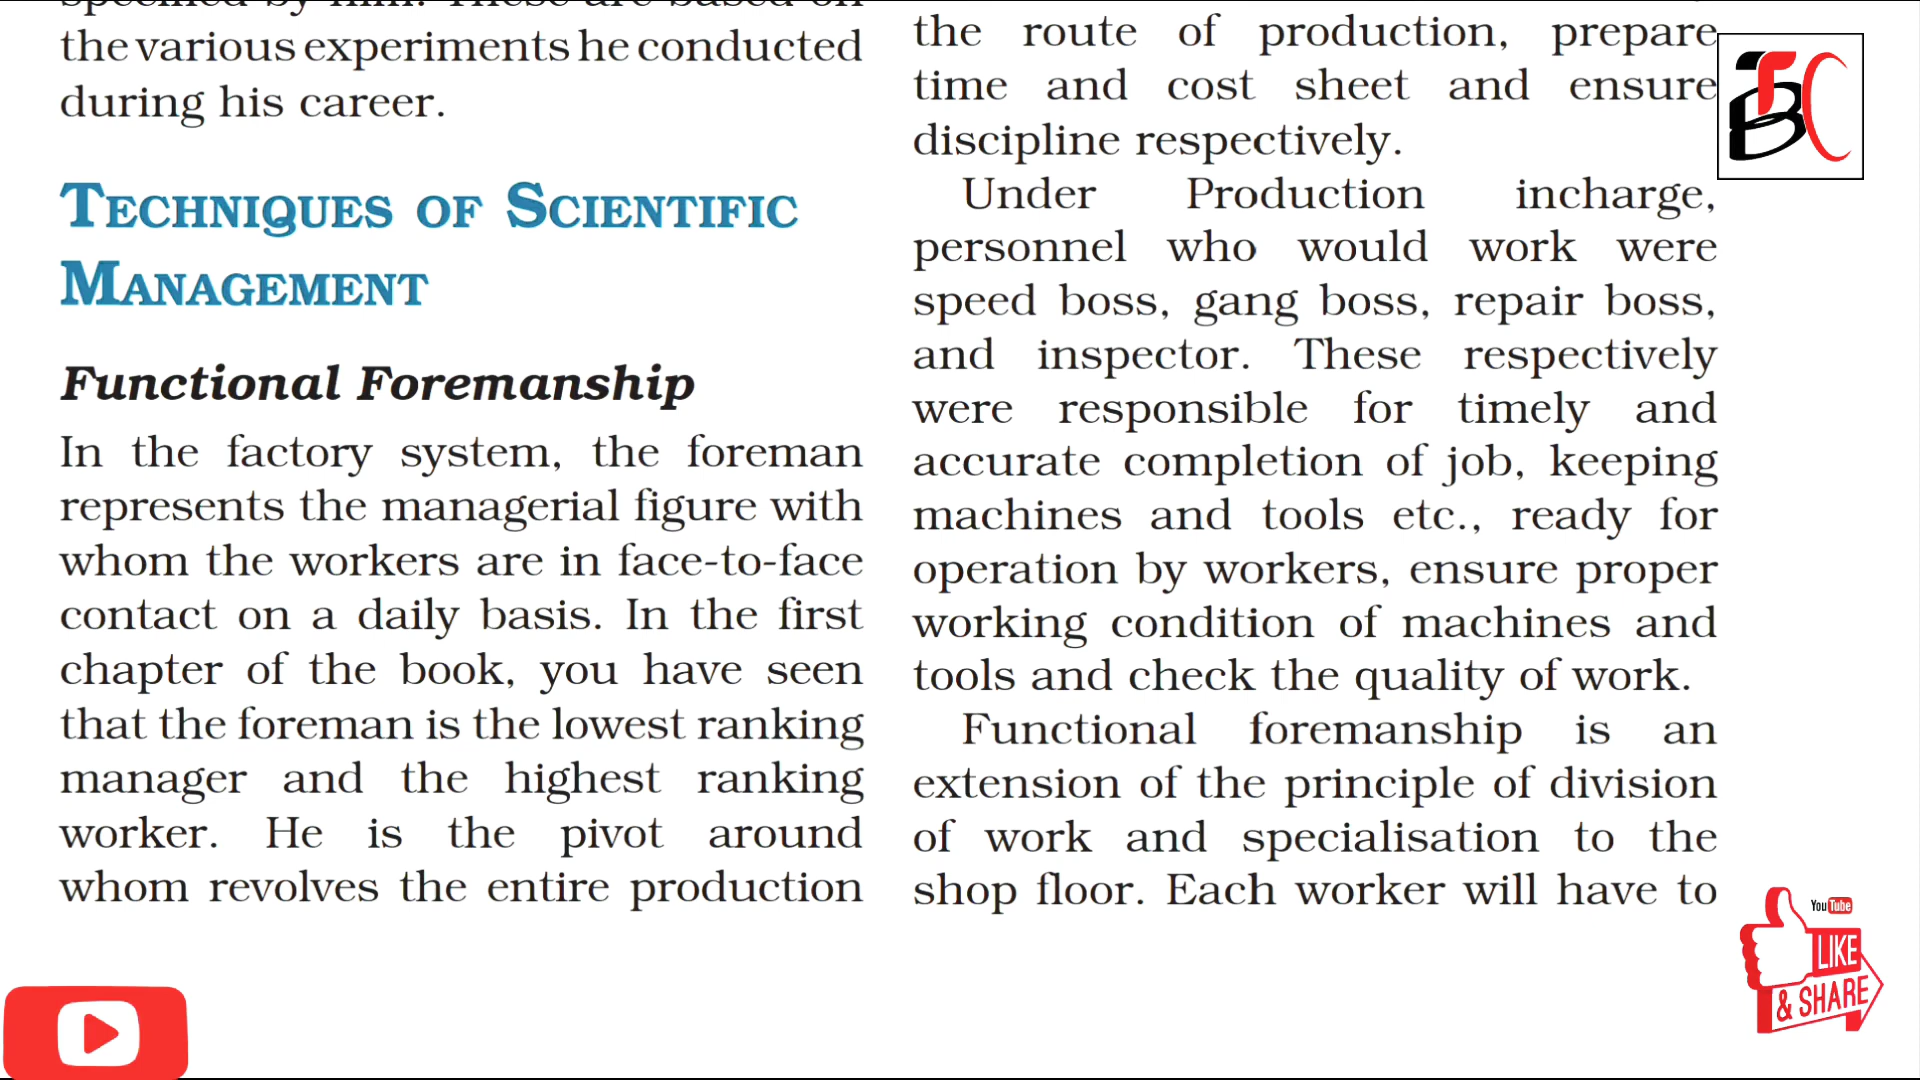 specified by him. These are based on
the various experiments he conducted
during his career.
TECHNIQUES OF SCIENTIFIC
MANAGEMENT
Functional Foremanship
In the factory system, the foreman
represents the managerial figure with
whom the workers are in face-to-face
contact on a daily basis. In the first
chapter of the book, you have seen
that the foreman is the lowest ranking
manager and the highest ranking
worker. He is the pivot around
whom revolves the entire production
the route of production, prepare
time and cost sheet and ensure
discipline respectively.
Under Production incharge,
personnel who would work were
speed boss, gang boss, repair boss,
and inspector. These respectively
were responsible for timely and
accurate completion of job, keeping
machines and tools etc., ready for
operation by workers, ensure proper
working condition of machines and
tools and check the quality of work.
Functional foremanship is an
extension of the principle of division
of work and specialisation to the
shop floor. Each worker will have to
YouTube
LIKE
& SHARE